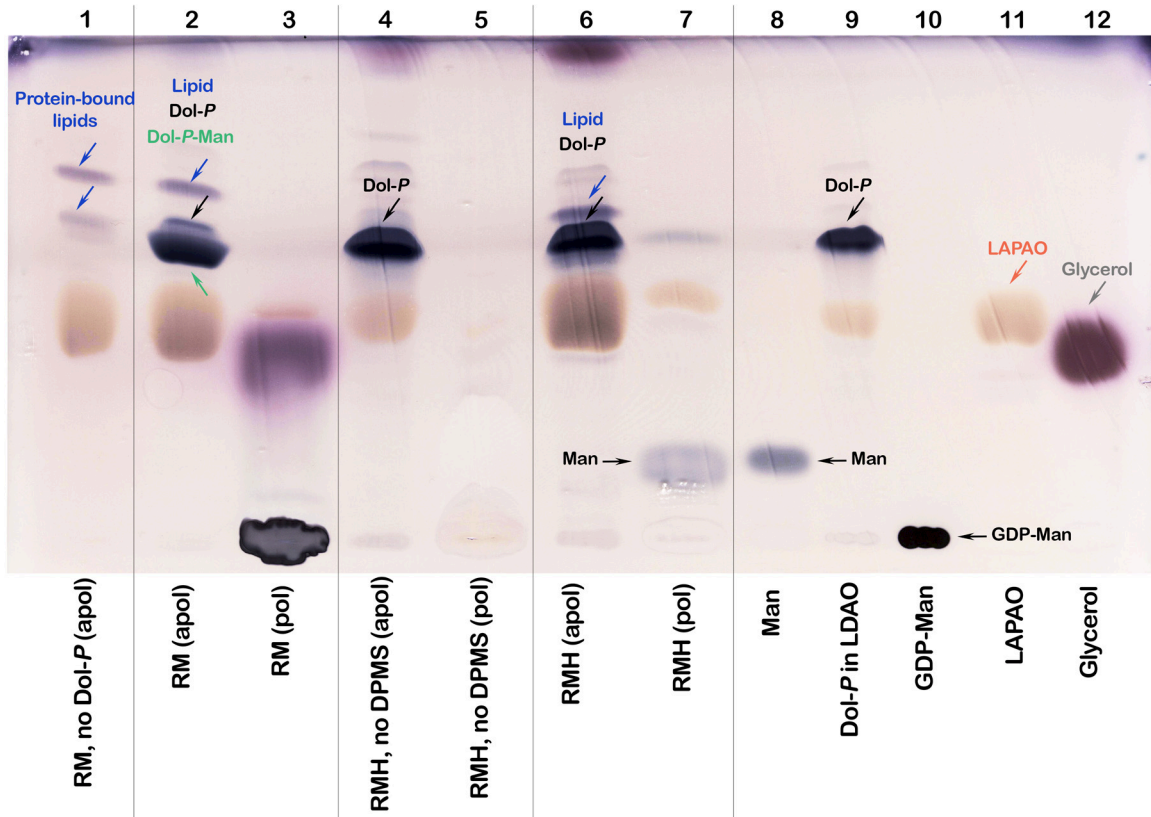 1 2 3 4 5 6 7 8 9 10 11 12
Protein-bound
lipids
Lipid
Dol-P
Dol-P-Man
Dol-P
Lipid
Dol-P
Dol-P
LAPAO
Glycerol
Man
Man
GDP-Man
RM, no Dol-P (apol)
RM (apol)
RM (pol)
RMH, no DPMS (apol)
RMH, no DPMS (pol)
RMH (apol)
RMH (pol)
Man
Dol-P in LDAO
GDP-Man
LAPAO
Glycerol